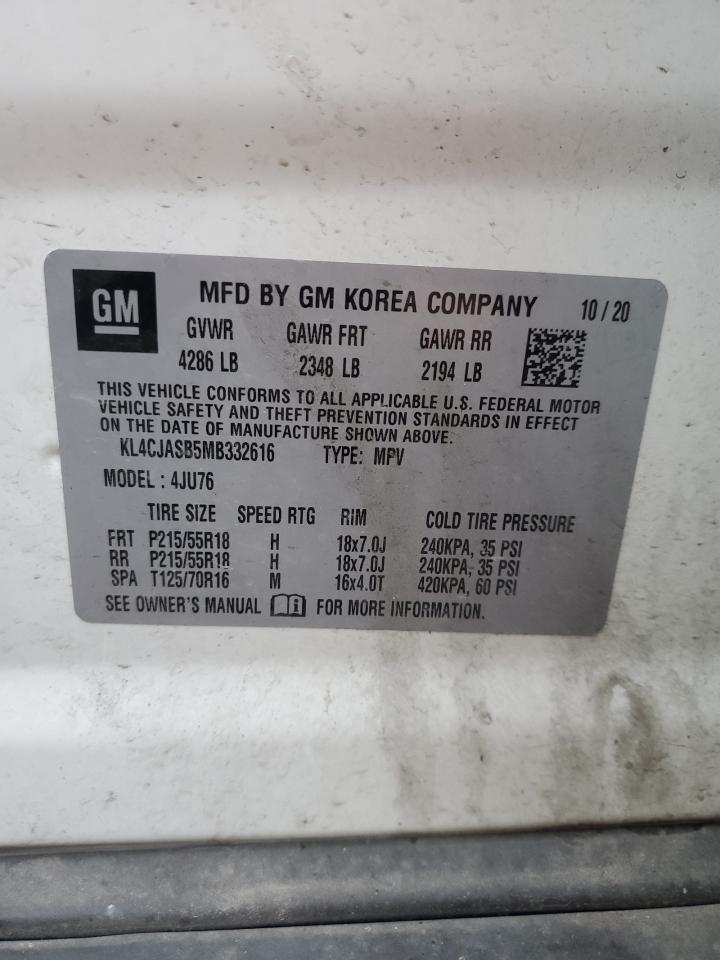 GM
MFD BY GM KOREA COMPANY 10 / 20
GVWR GAWR FRT GAWR RR
4286 LB 2348 LB 2194 LB
THIS VEHICLE CONFORMS TO ALL APPLICABLE U.S. FEDERAL MOTOR
VEHICLE SAFETY AND THEFT PREVENTION STANDARDS IN EFFECT
ON THE DATE OF MANUFACTURE SHOWN ABOVE.
KL4CJASB5MB332616 TYPE: MPV
MODEL : 4JU76
TIRE SIZE SPEED RTG RIM COLD TIRE PRESSURE
FRT P215/55R18 H 18x7.0J 240KPA, 35 PSI
RR P215/55R18 H 18x7.0J 240KPA, 35 PSI
SPA T125/70R16 M 16x4.0T 420KPA, 60 PSI
SEE OWNER'S MANUAL FOR MORE INFORMATION.